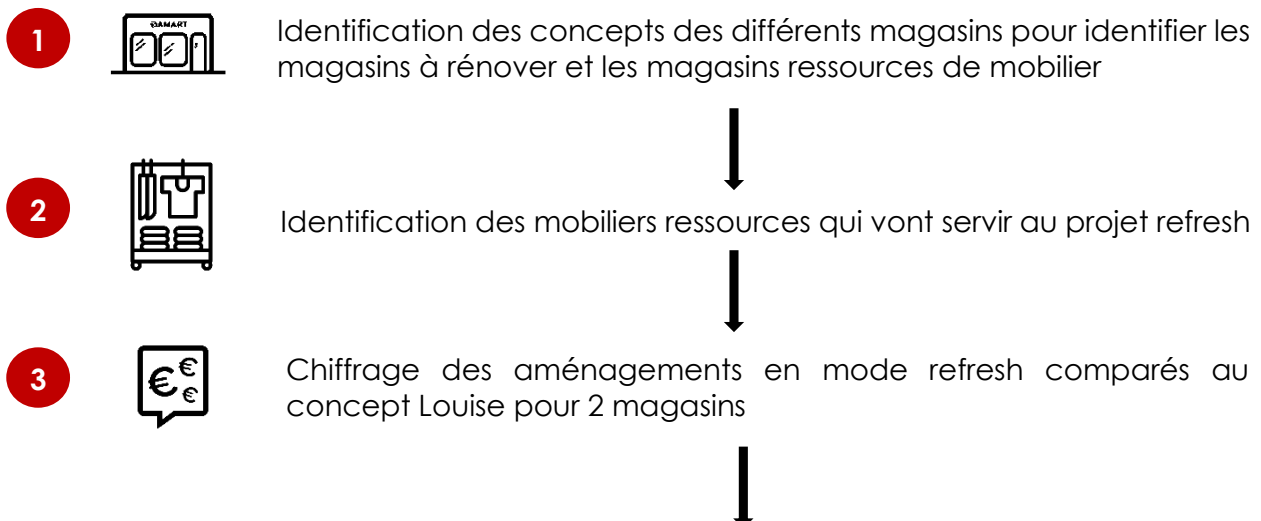 1
DAMART
Identification des concepts des différents magasins pour identifier les
magasins à rénover et les magasins ressources de mobilier
2
Identification des mobiliers ressources qui vont servir au projet refresh
3
€ €
€
Chiffrage des aménagements en mode refresh comparés au
concept Louise pour 2 magasins